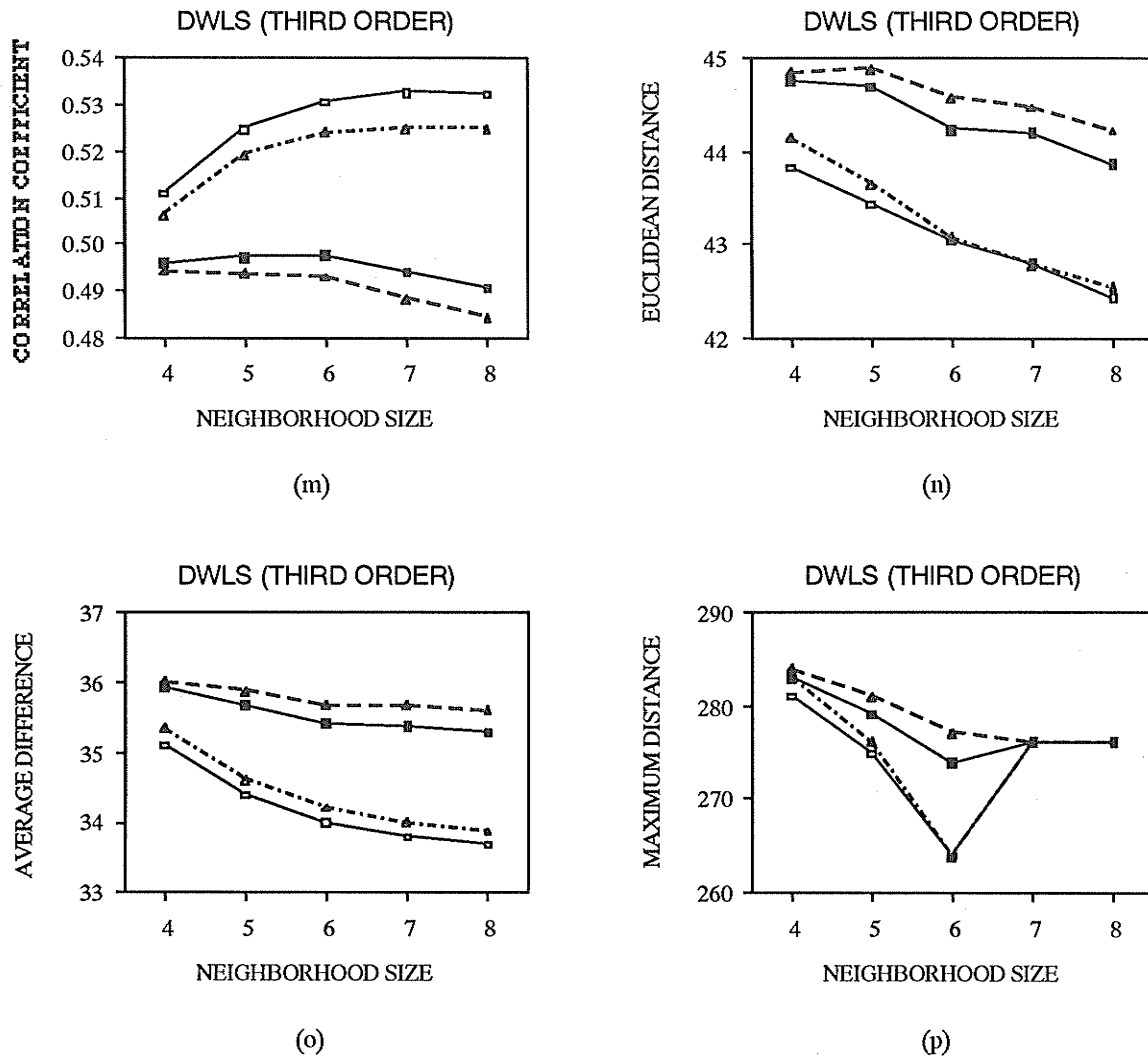 DWLS (THIRD ORDER)
CORRELATION COEFFICIENT
0.54
0.53
0.52
0.51
0.50
0.49
0.48
4 5 6 7 8
NEIGHBORHOOD SIZE
(m)
DWLS (THIRD ORDER)
EUCLIDEAN DISTANCE
45
44
43
42
4 5 6 7 8
NEIGHBORHOOD SIZE
(n)
DWLS (THIRD ORDER)
AVERAGE DIFFERENCE
37
36
35
34
33
4 5 6 7 8
NEIGHBORHOOD SIZE
(o)
DWLS (THIRD ORDER)
MAXIMUM DISTANCE
290
280
270
260
4 5 6 7 8
NEIGHBORHOOD SIZE
(p)